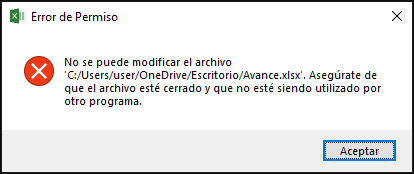 Error de Permiso
No se puede modificar el archivo
'C:/Users/user/OneDrive/Escritorio/Avance.xlsx'. Asegúrate de
que el archivo esté cerrado y que no esté siendo utilizado por
otro programa.
Aceptar